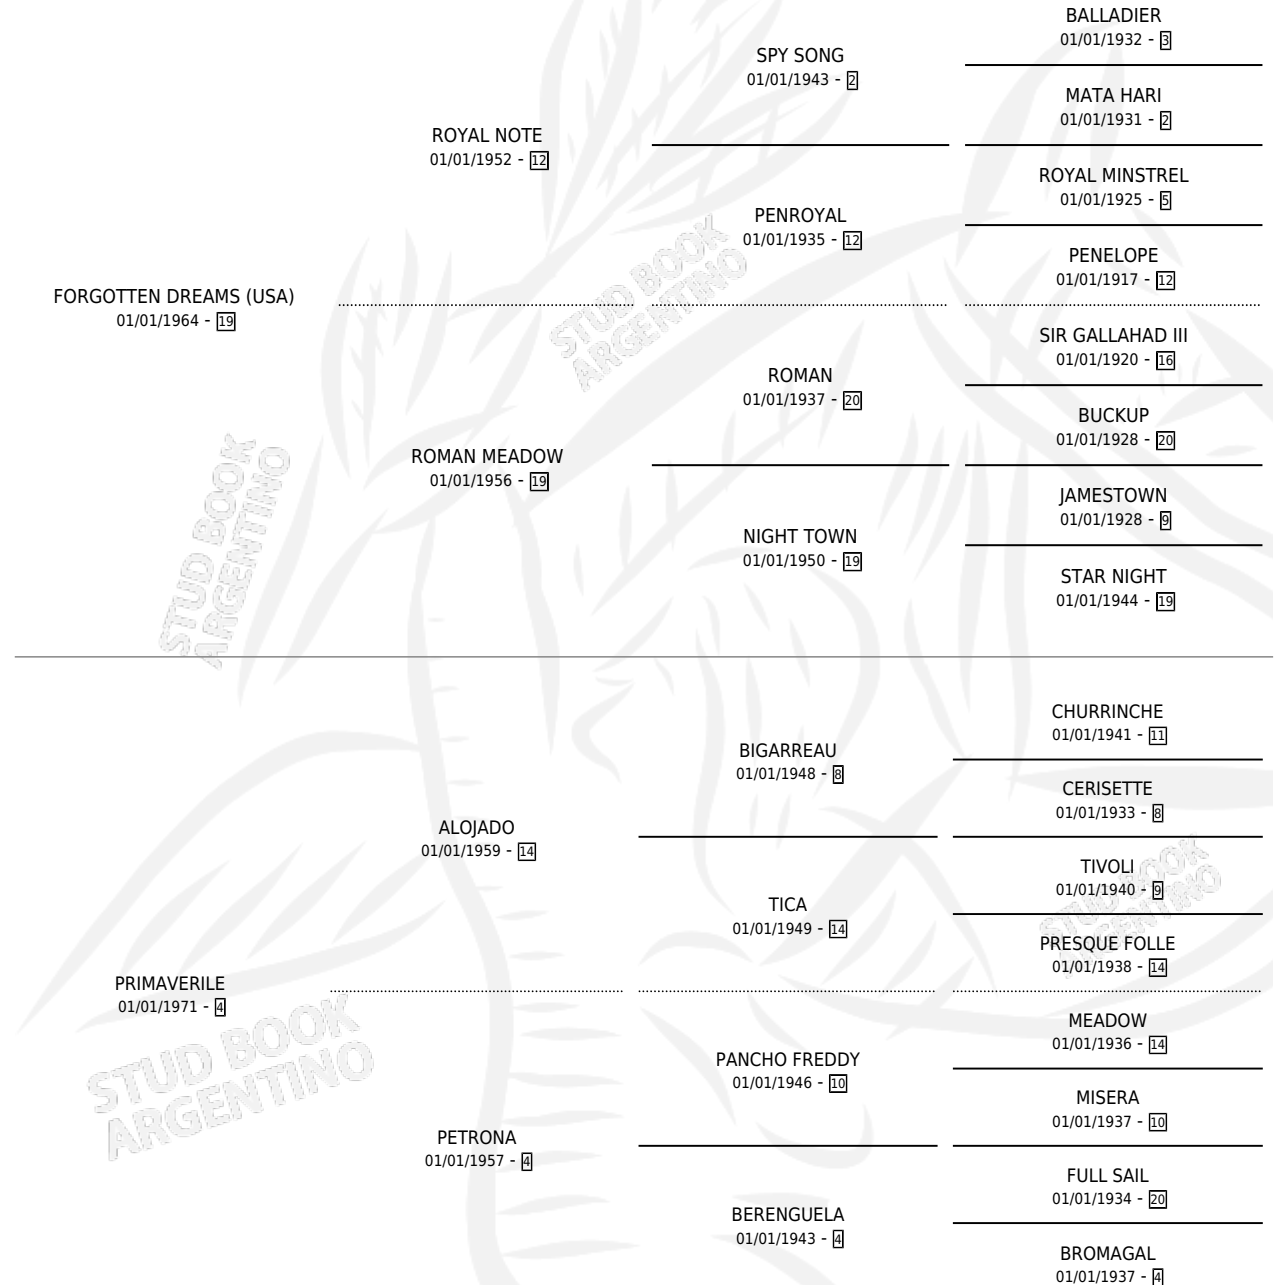 BALLADIER
01/01/1932 - 3
SPY SONG
01/01/1943 - 2
MATA HARI
01/01/1931 - 2
ROYAL NOTE
01/01/1952 - 12
ROYAL MINSTREL
01/01/1925 - 5
PENROYAL
01/01/1935 - 12
PENELOPE
01/01/1917 - 12
FORGOTTEN DREAMS (USA)
01/01/1964 - 19
STUD BOOK
ARGENTINO
SIR GALLAHAD III
01/01/1920 - 16
ROMAN
01/01/1937 - 20
BUCKUP
01/01/1928 - 20
ROMAN MEADOW
01/01/1956 - 19
JAMESTOWN
01/01/1928 - 9
NIGHT TOWN
01/01/1950 - 19
STAR NIGHT
01/01/1944 - 19
STUD BOOK
ARGENTINO
CHURRINCHE
01/01/1941 - 11
BIGARREAU
01/01/1948 - 8
CERISETTE
01/01/1933 - 8
ALOJADO
01/01/1959 - 14
TIVOLI
01/01/1940 - 9
STUD BOOK
ARGENTINO
TICA
01/01/1949 - 14
PRESQUE FOLLE
01/01/1938 - 14
PRIMAVERILE
01/01/1971 - 4
MEADOW
01/01/1936 - 14
STUD BOOK
ARGENTINO
PANCHO FREDDY
01/01/1946 - 10
MISERA
01/01/1937 - 10
PETRONA
01/01/1957 - 4
FULL SAIL
01/01/1934 - 20
BERENGUELA
01/01/1943 - 4
BROMAGAL
01/01/1937 - 4